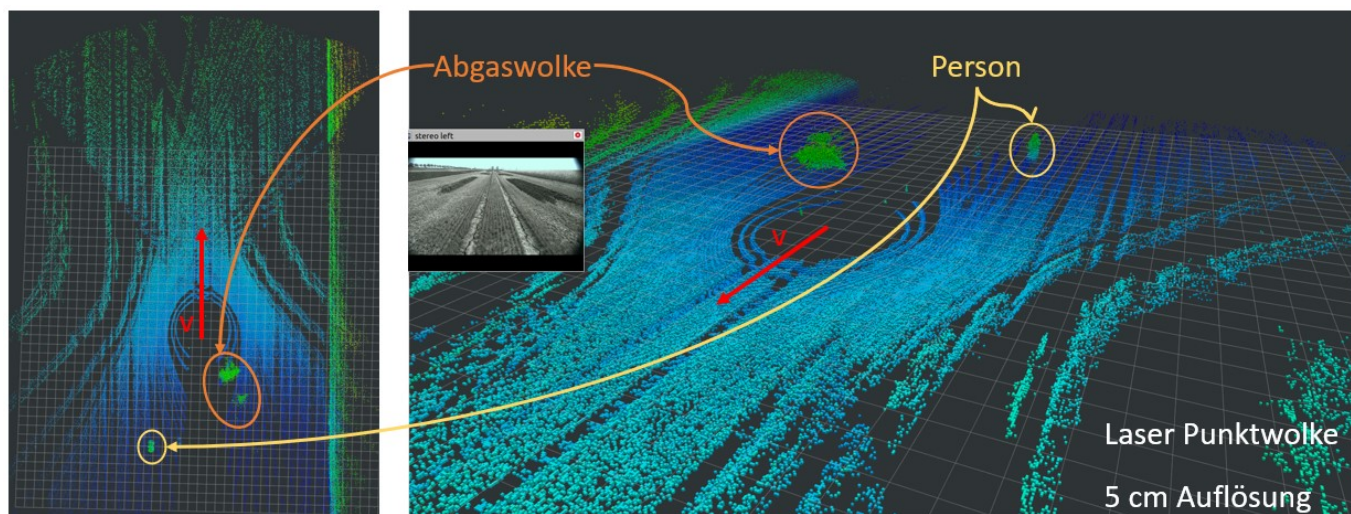 Abgaswolke
Person
stereo left
V
V
Laser Punktwolke
5 cm Auflösung